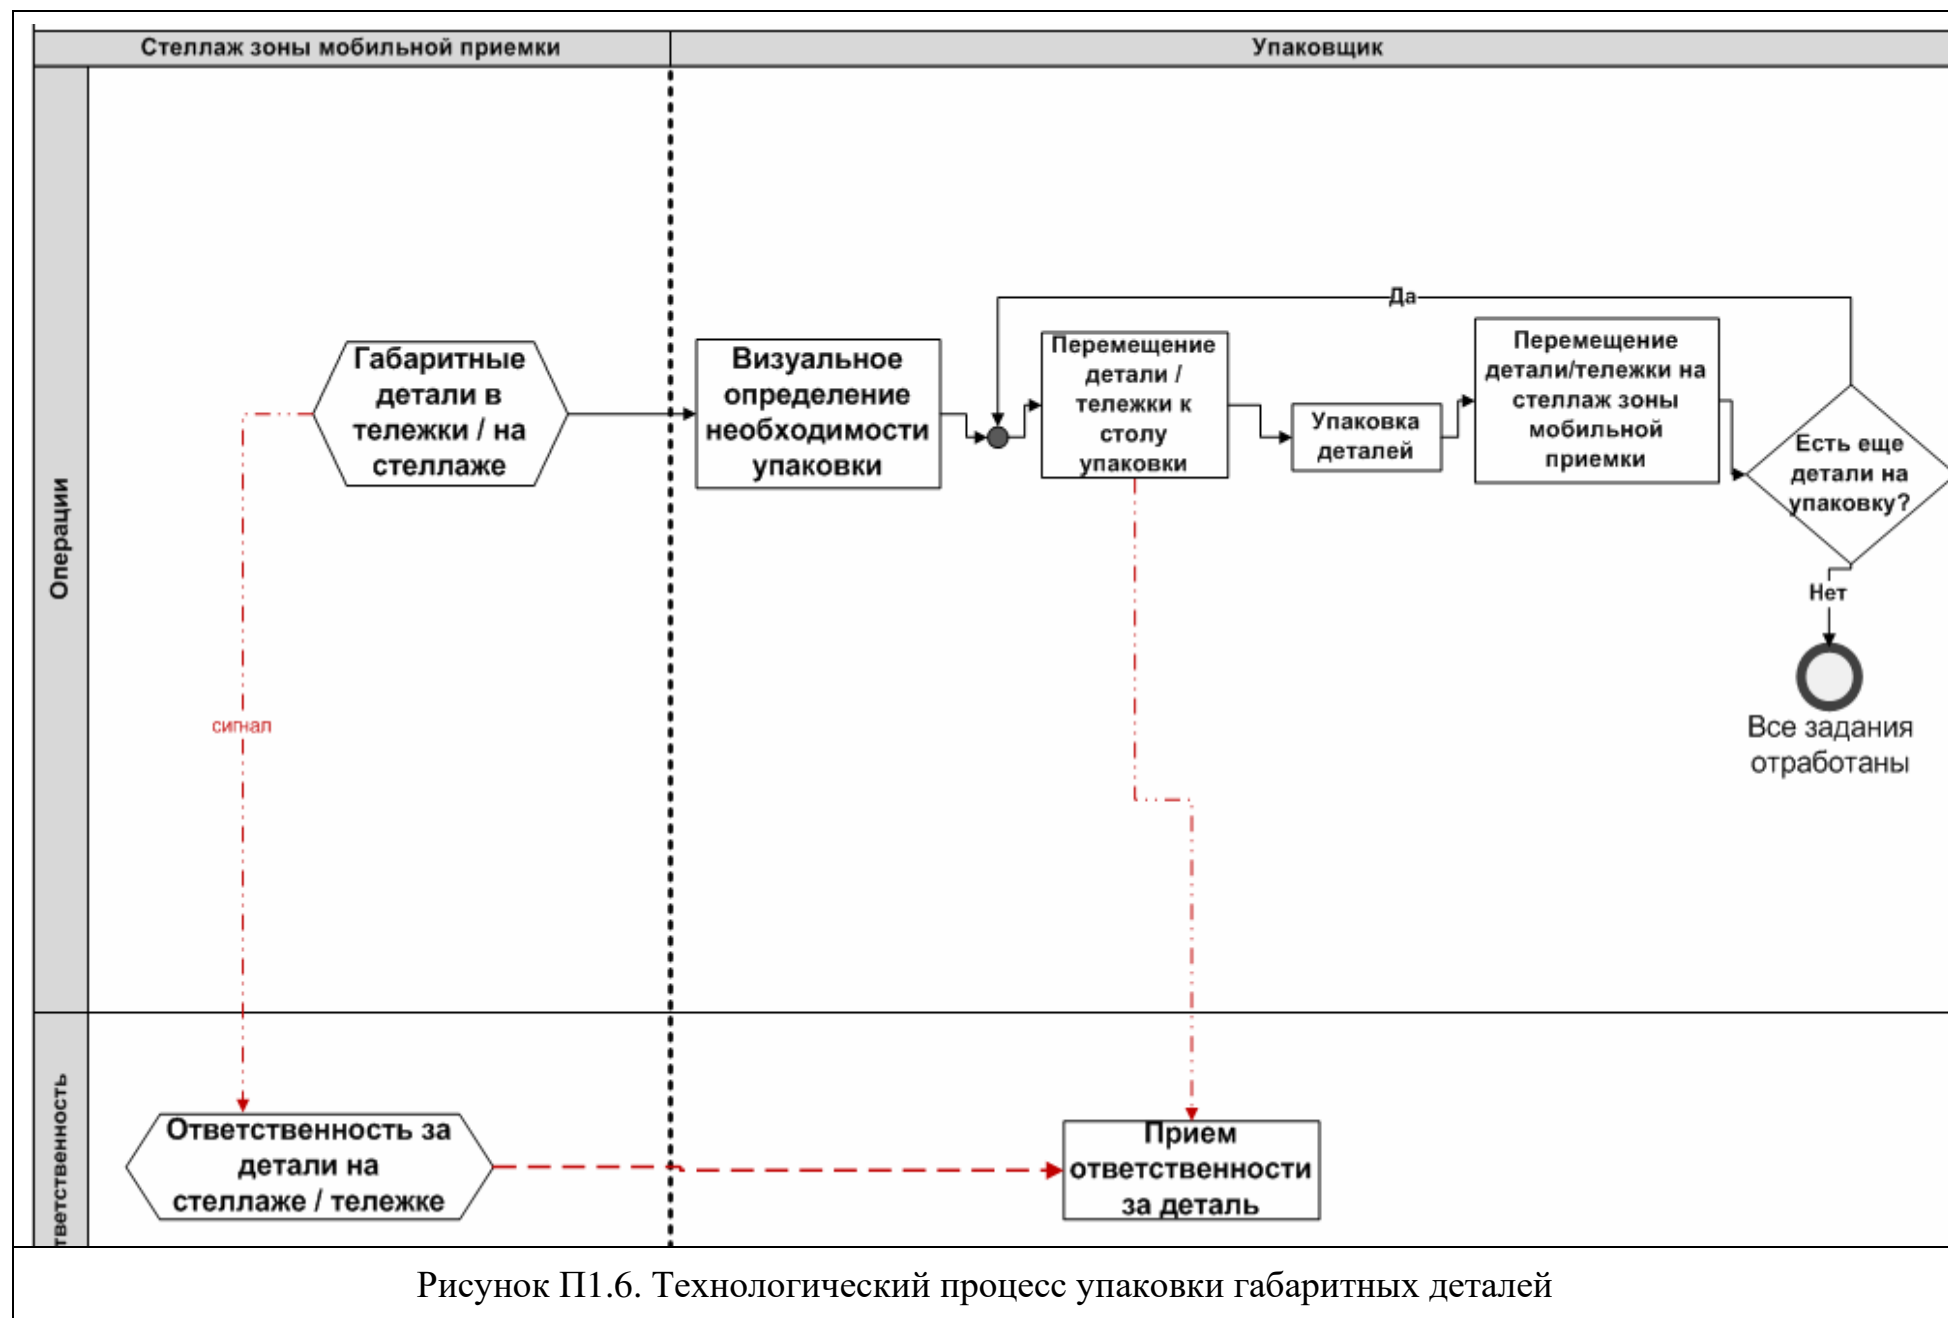 Стеллаж зоны мобильной приемки
Упаковщик
Операции
Да
Габаритные
детали в
тележки / на
стеллаже
Визуальное
определение
необходимости
упаковки
Перемещение
детали /
тележки к
столу
упаковки
Упаковка
деталей
Перемещение
детали/тележки на
стеллаж зоны
мобильной
приемки
Есть еще
детали на
упаковку?
Нет
Все задания
отработаны
сигнал
тветственность
Ответственность за
детали на
стеллаже / тележке
Прием
ответственности
за деталь
Рисунок П1.6. Технологический процесс упаковки габаритных деталей